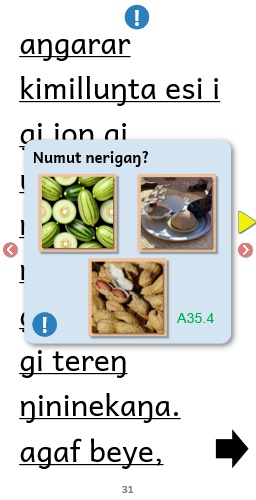 aŋgarar
kimilluŋta esi i
Numut nerigaŋ?
A35.4
gi tereŋ
ŋininekaŋa.
agaf beye,
31